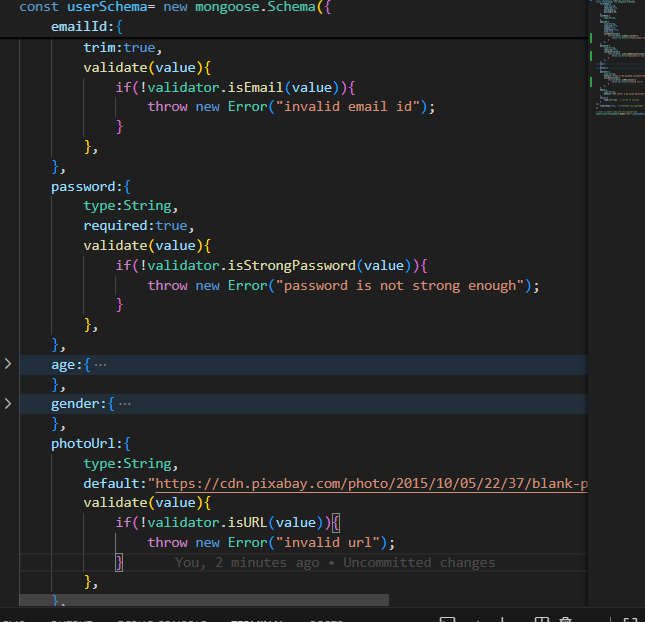 const userSchema= new mongoose.Schema({
emailId:{
trim:true,
validate(value){
if(!validator.isEmail(value)){
throw new Error("invalid email id");
}
},
},
password:{
type:String,
required:true,
validate(value){
if(!validator.isStrongPassword(value)){
throw new Error("password is not strong enough");
}
},
},
age:{ ···
},
gender:{ ···
},
photoUrl:{
type:String,
default:"https://cdn.pixabay.com/photo/2015/10/05/22/37/blank-p
validate(value){
if(!validator.isURL(value)){
throw new Error("invalid url");
} You, 2 minutes ago • Uncommitted changes
},
},